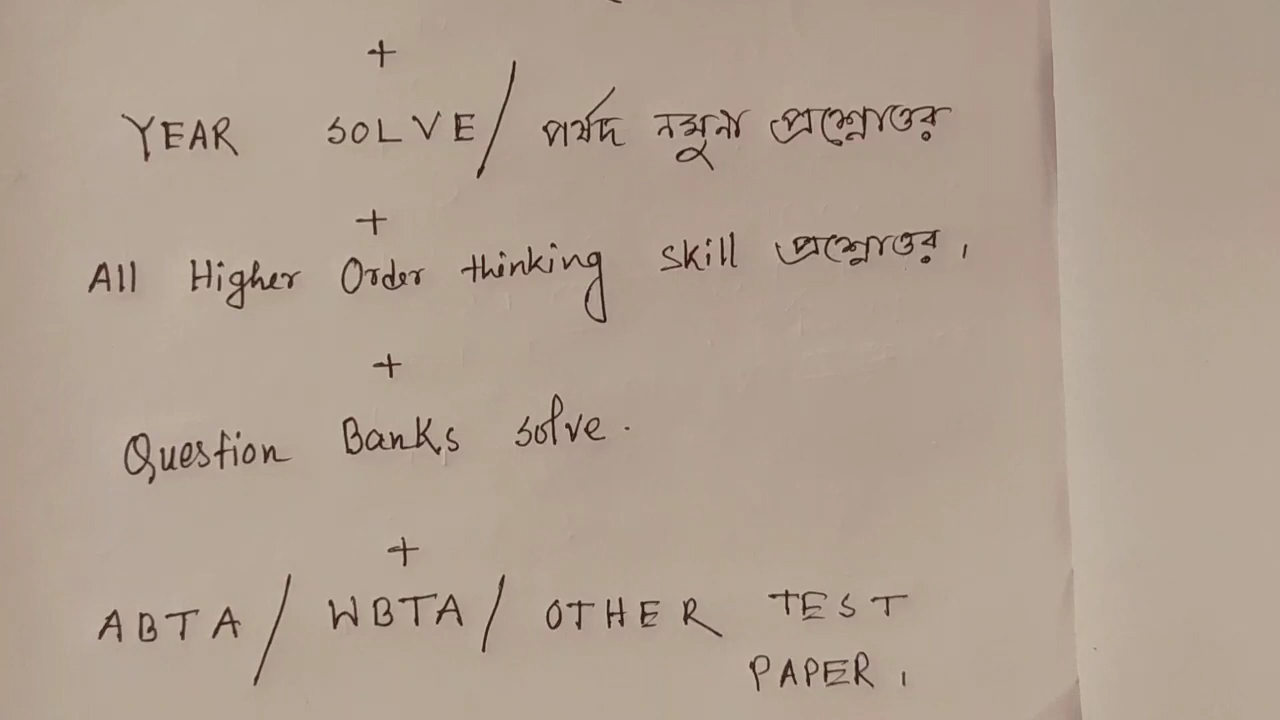 +
YEAR SOLVE/ পর্ষদ নমুনা প্রশ্নোত্তর
+
All Higher Order thinking skill প্রশ্নোত্তর।
+
Question Banks solve.
+
ABTA/ WBTA/ OTHER TEST
PAPER।